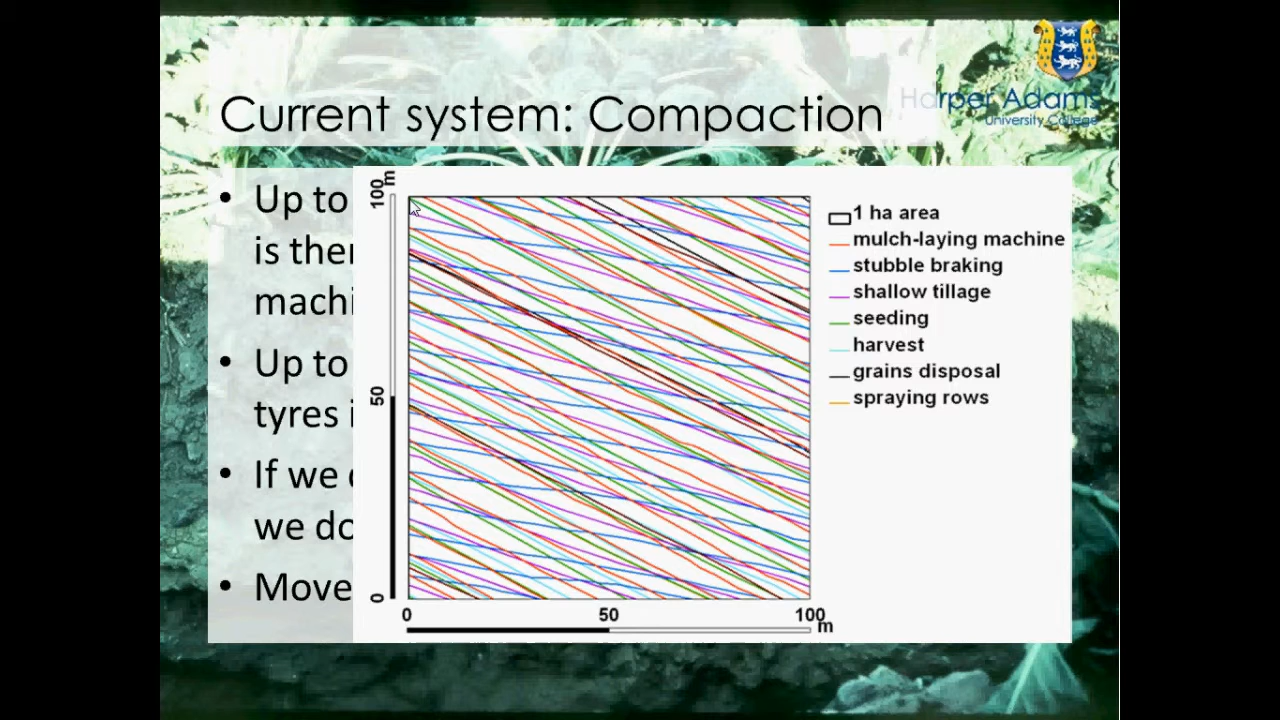 Harper Adams
University College
Current system: Compaction
• Up to
is ther
machi
• Up to
tyres i
• If we
we do
• Move
100
m
50
0
0
50
100
m
1 ha area
mulch-laying machine
stubble braking
shallow tillage
seeding
harvest
grains disposal
spraying rows